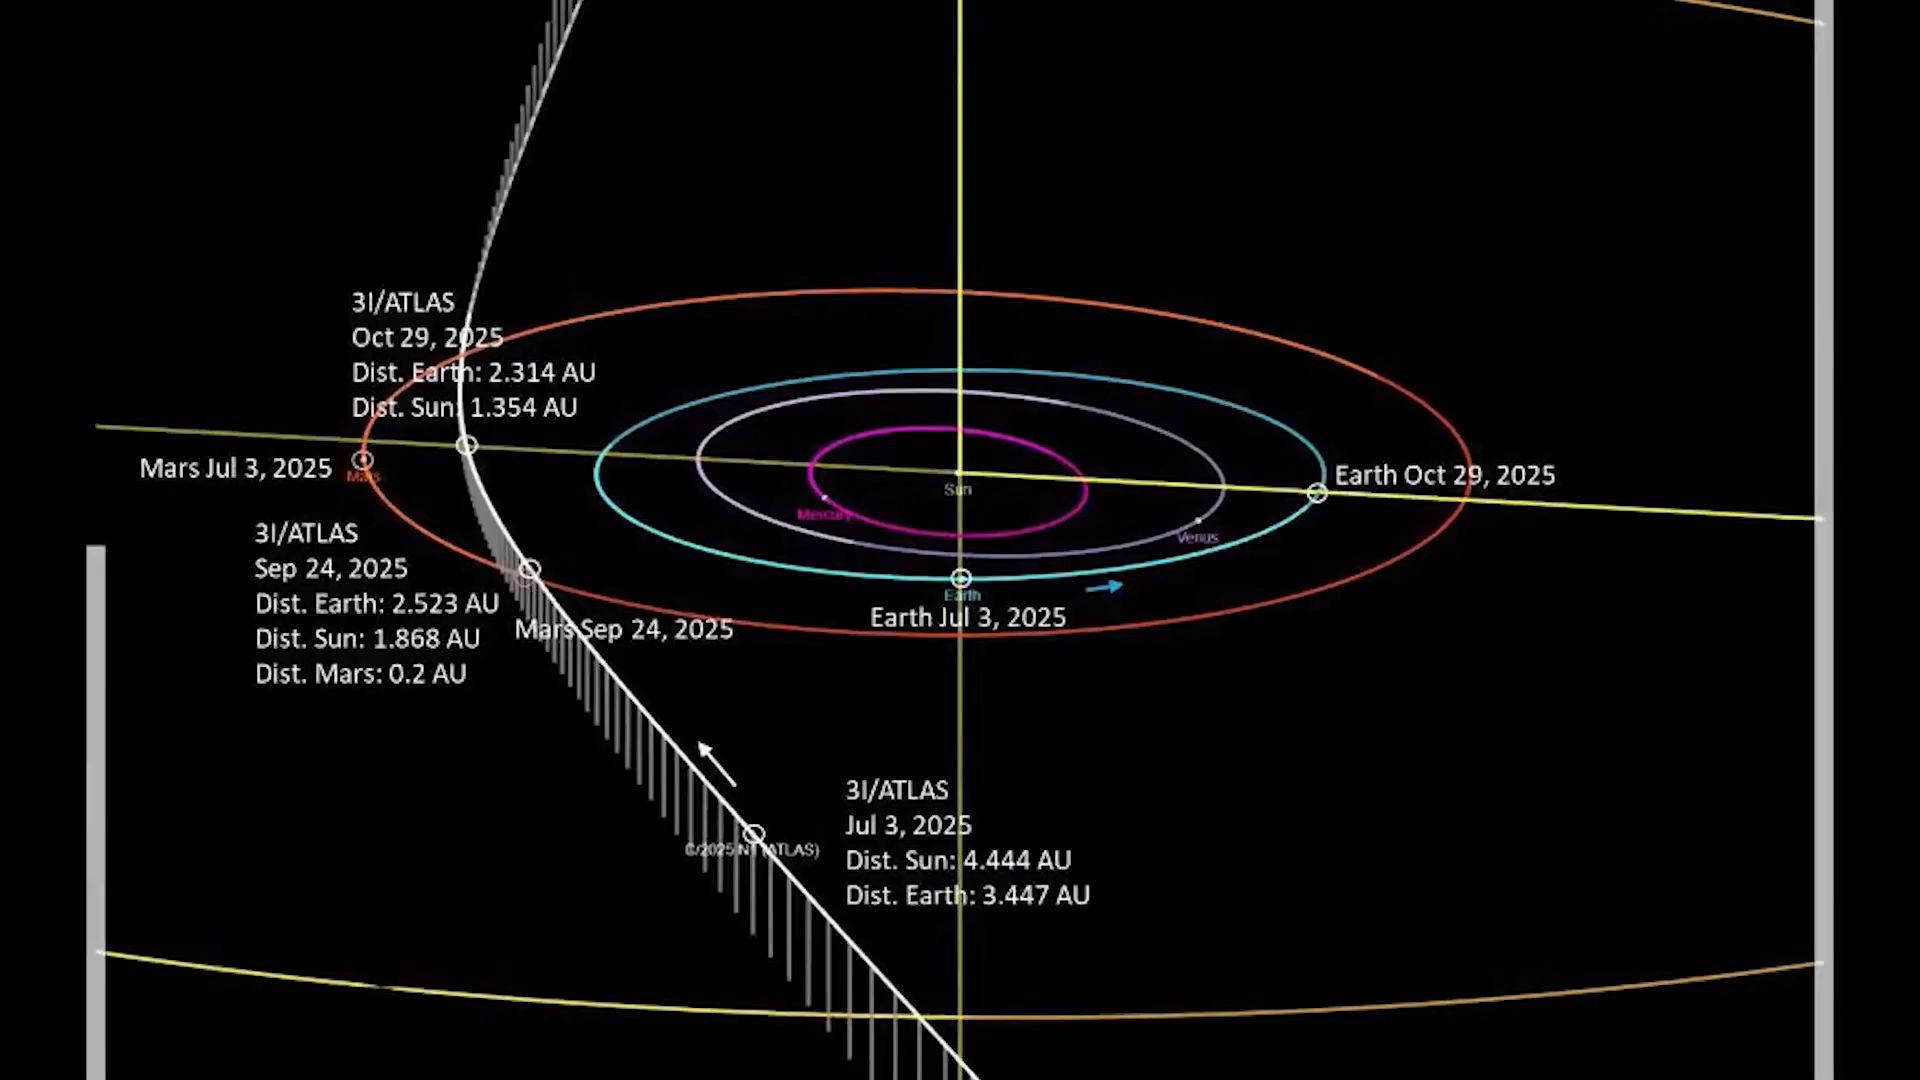 3I/ATLAS
Oct 29, 2025
Dist. Earth: 2.314 AU
Dist. Sun: 1.354 AU
Mars Jul 3, 2025
Mars
Sun
Earth Oct 29, 2025
Mercury
Venus
3I/ATLAS
Sep 24, 2025
Dist. Earth: 2.523 AU
Dist. Sun: 1.868 AU
Dist. Mars: 0.2 AU
Mars Sep 24, 2025
Earth
Earth Jul 3, 2025
3I/ATLAS
Jul 3, 2025
Dist. Sun: 4.444 AU
Dist. Earth: 3.447 AU
C/2025 N1 (ATLAS)